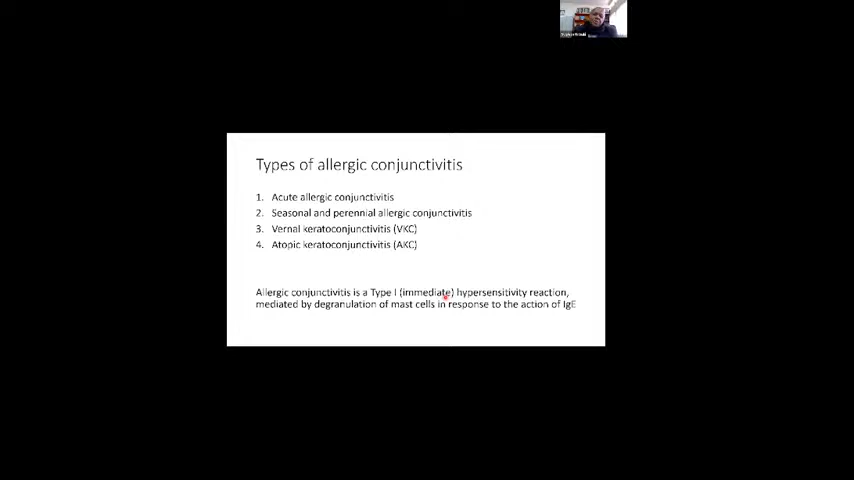 Types of allergic conjunctivitis
1. Acute allergic conjunctivitis
2. Seasonal and perennial allergic conjunctivitis
3. Vernal keratoconjunctivitis (VKC)
4. Atopic keratoconjunctivitis (AKC)
Allergic conjunctivitis is a Type I (immediate) hypersensitivity reaction,
mediated by degranulation of mast cells in response to the action of IgE